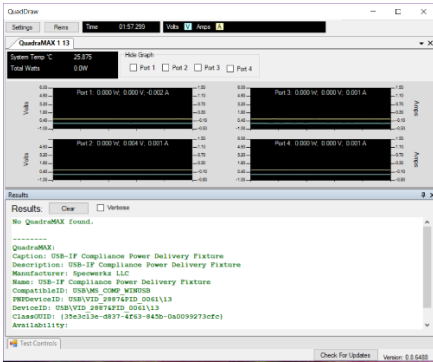 QuadDraw
Settings Reins Time 01:57.299 Volts V Amps A
QuadraMAX 1 13
System Temp °C 25.875
Total Watts 0.0W
Hide Graph
Port 1 Port 2 Port 3 Port 4
Port 1: 0.000 W, 0.000 V, -0.002 A
Port 3: 0.000 W, 0.000 V, 0.001 A
Volts
Amps
Port 2: 0.000 W, 0.004 V, 0.001 A
Port 4: 0.000 W, 0.000 V, 0.001 A
Volts
Amps
Results
Results: Clear Verbose
No QuadraMAX found.
--------
QuadraMAX:
Caption: USB-IF Compliance Power Delivery Fixture
Description: USB-IF Compliance Power Delivery Fixture
Manufacturer: Specwerkz LLC
Name: USB-IF Compliance Power Delivery Fixture
CompatibleID: USB\MS_COMP_WINUSB
PNPDeviceID: USB\VID_2887&PID_0061\13
DeviceID: USB\VID_2887&PID_0061\13
ClassGUID: {35e3c13e-d837-4f63-845b-0a0099273cfc}
Availability:
Test Controls
Check For Updates Version: 0.0.6480